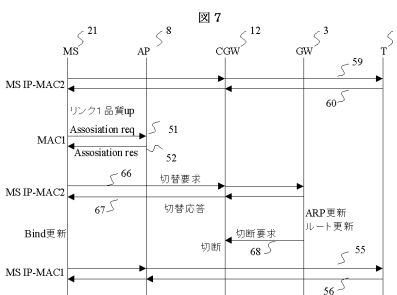 図7
21 8 12 3
MS AP CGW GW T
59
MS IP-MAC2
60
リンク1品質up
Assosiation req 51
MAC1
Assosiation res 52
66 切替要求
MS IP-MAC2
67 切替応答
ARP更新
ルート更新
Bind更新 切断要求
切断 68
55
MS IP-MAC1
56